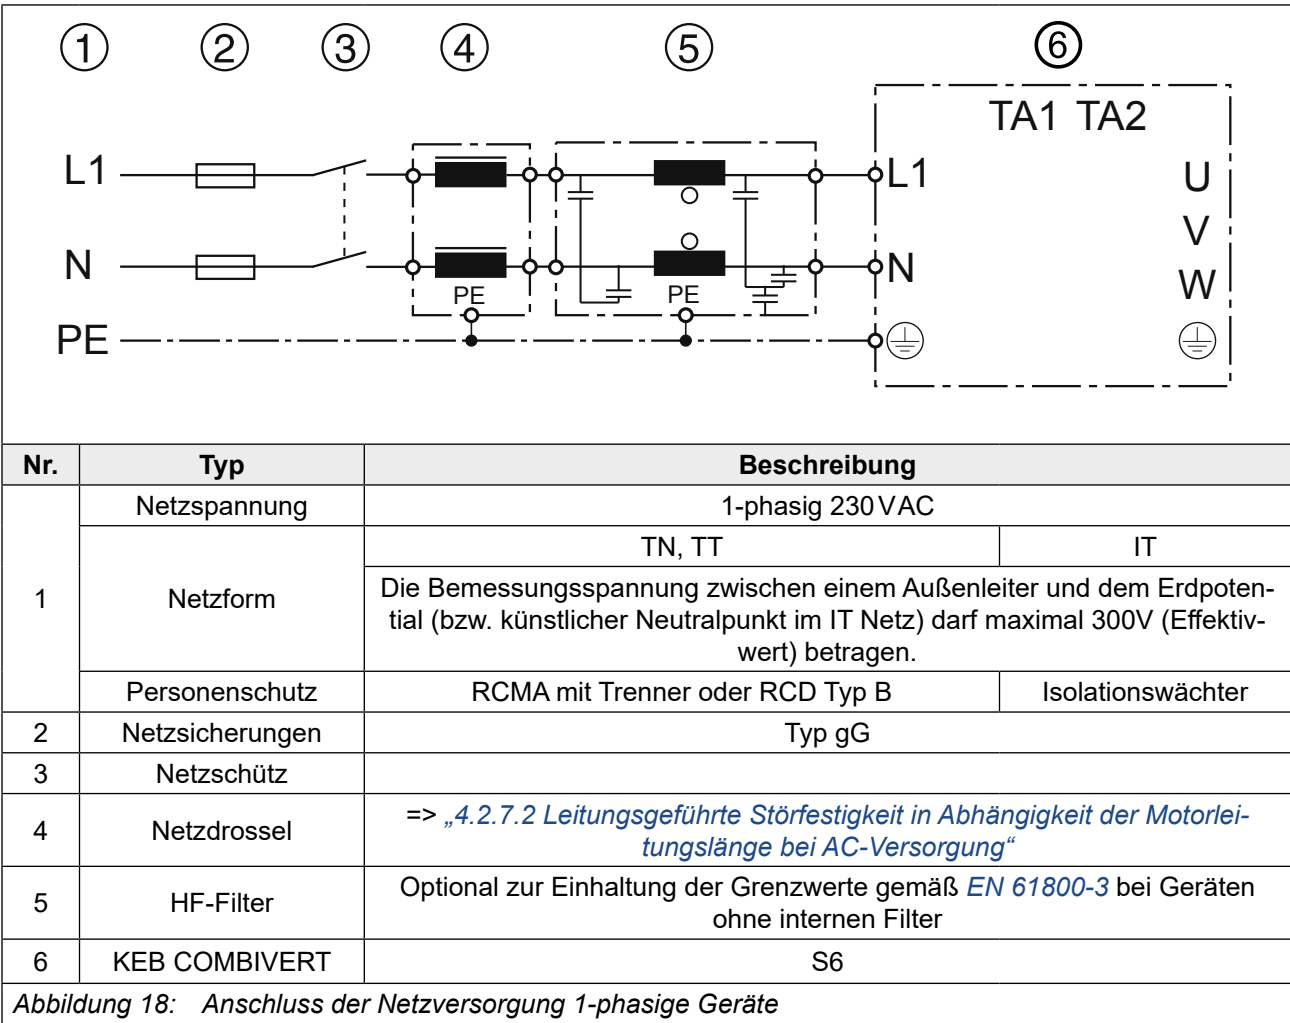 1 2 3 4 5 6
TA1 TA2
L1 L1 U
V
N N W
PE PE
PE
Nr. Typ Beschreibung
1 Netzspannung 1-phasig 230 VAC
Netzform TN, TT IT
Die Bemessungsspannung zwischen einem Außenleiter und dem Erdpoten-
tial (bzw. künstlicher Neutralpunkt im IT Netz) darf maximal 300V (Effektiv-
wert) betragen.
Personenschutz RCMA mit Trenner oder RCD Typ B Isolationswächter
2 Netzsicherungen Typ gG
3 Netzschütz
4 Netzdrossel => „4.2.7.2 Leitungsgeführte Störfestigkeit in Abhängigkeit der Motorlei-
tungslänge bei AC-Versorgung“
5 HF-Filter Optional zur Einhaltung der Grenzwerte gemäß EN 61800-3 bei Geräten
ohne internen Filter
6 KEB COMBIVERT S6
Abbildung 18: Anschluss der Netzversorgung 1-phasige Geräte